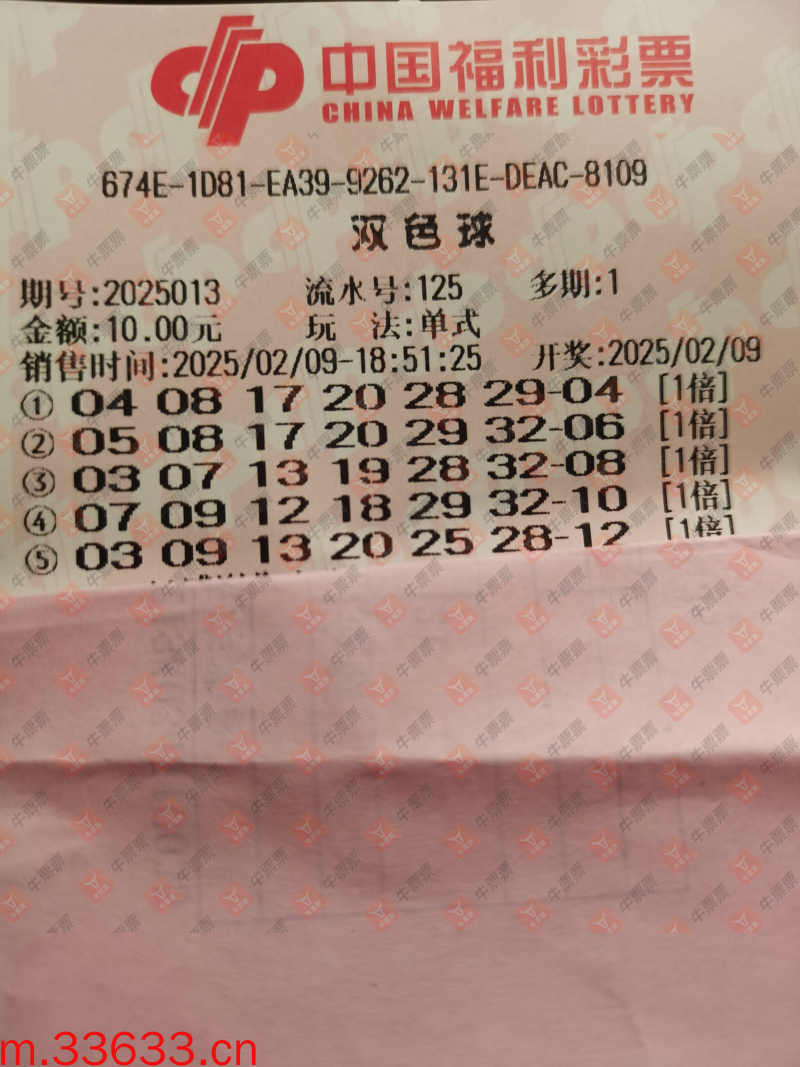 中国福利彩票
CHINA WELFARE LOTTERY
674E-1D81-EA39-9262-131E-DEAC-8109
双色球
期号:2025013 流水号:125 多期:1
金额:10.00元 玩 法:单式
销售时间:2025/02/09-18:51:25 开奖:2025/02/09
① 04 08 17 20 28 29-04 [1倍]
② 05 08 17 20 29 32-06 [1倍]
③ 03 07 13 19 28 32-08 [1倍]
④ 07 09 12 18 29 32-10 [1倍]
⑤ 03 09 13 20 25 28-12 [1倍]
牛票票
m.33633.cn